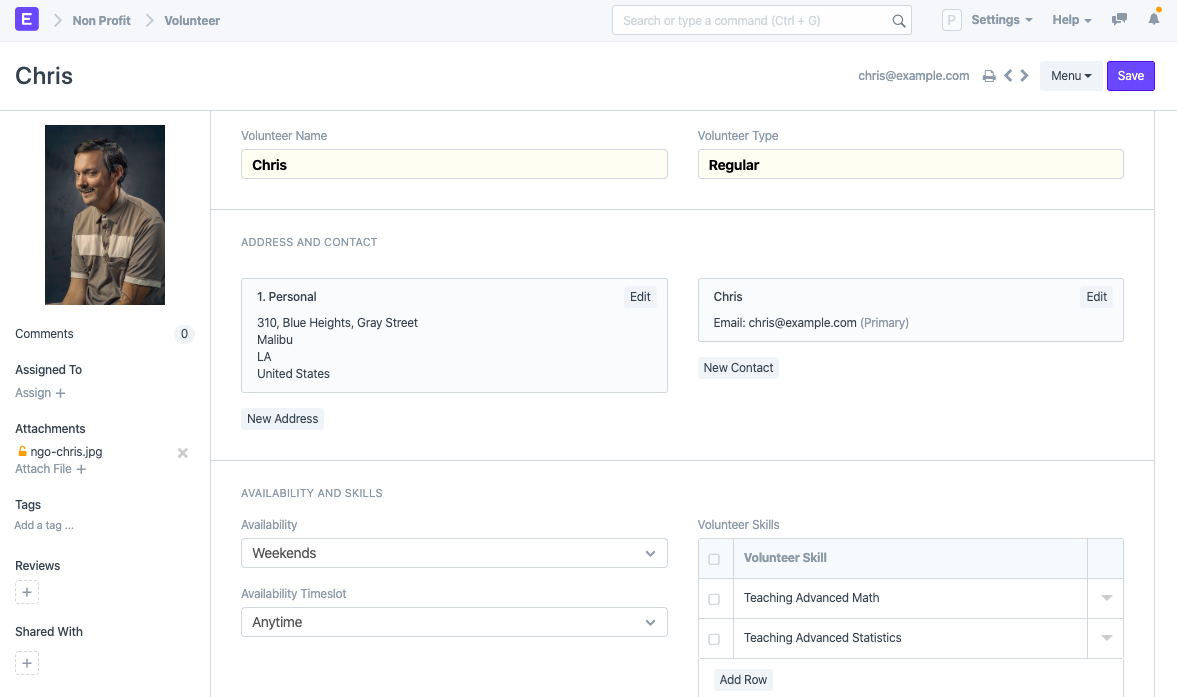 E Non Profit Volunteer Search or type a command (Ctrl + G) P Settings Help
Chris chris@example.com Menu Save
Comments 0
Assigned To
Assign +
Attachments
ngo-chris.jpg
Attach File +
Tags
Add a tag ...
Reviews
+
Shared With
+
Volunteer Name
Chris
Volunteer Type
Regular
ADDRESS AND CONTACT
1. Personal Edit
310, Blue Heights, Gray Street
Malibu
LA
United States
New Address
Chris Edit
Email: chris@example.com (Primary)
New Contact
AVAILABILITY AND SKILLS
Availability
Weekends
Availability Timeslot
Anytime
Volunteer Skills
Volunteer Skill
Teaching Advanced Math
Teaching Advanced Statistics
Add Row